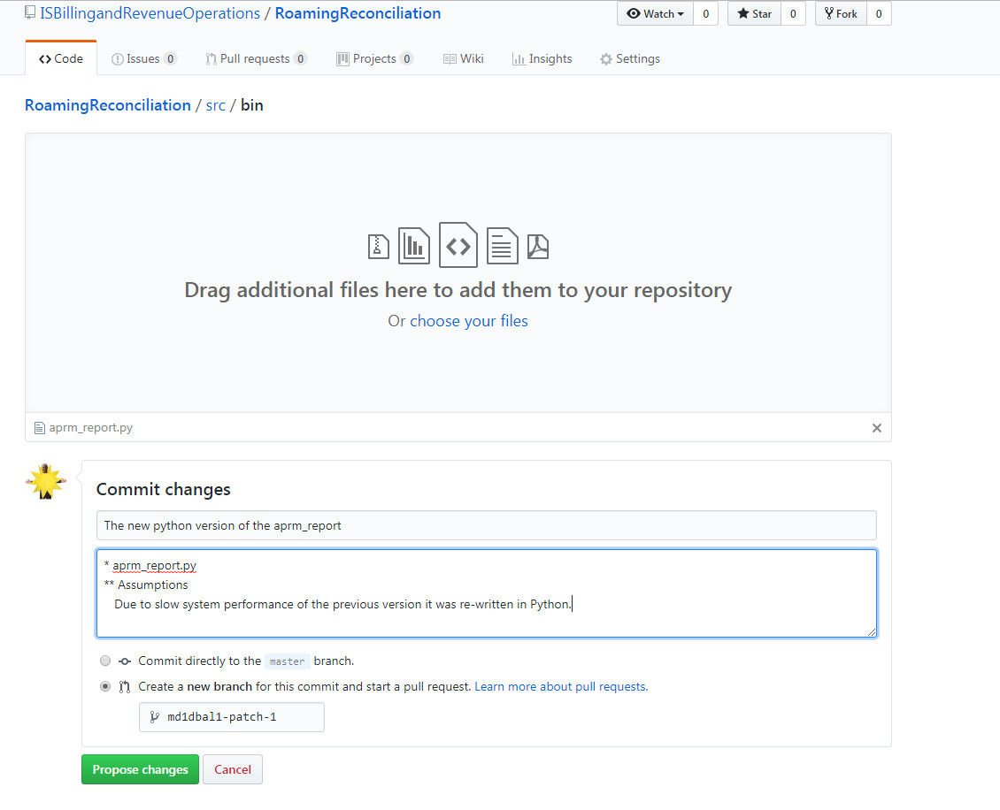 ISBillingandRevenueOperations / RoamingReconciliation
Watch 0 Star 0 Fork 0
Code Issues 0 Pull requests 0 Projects 0 Wiki Insights Settings
RoamingReconciliation / src / bin
Drag additional files here to add them to your repository
Or choose your files
aprm_report.py
Commit changes
The new python version of the aprm_report
* aprm_report.py
** Assumptions
Due to slow system performance of the previous version it was re-written in Python.
Commit directly to the master branch.
Create a new branch for this commit and start a pull request. Learn more about pull requests.
md1dbal1-patch-1
Propose changes Cancel